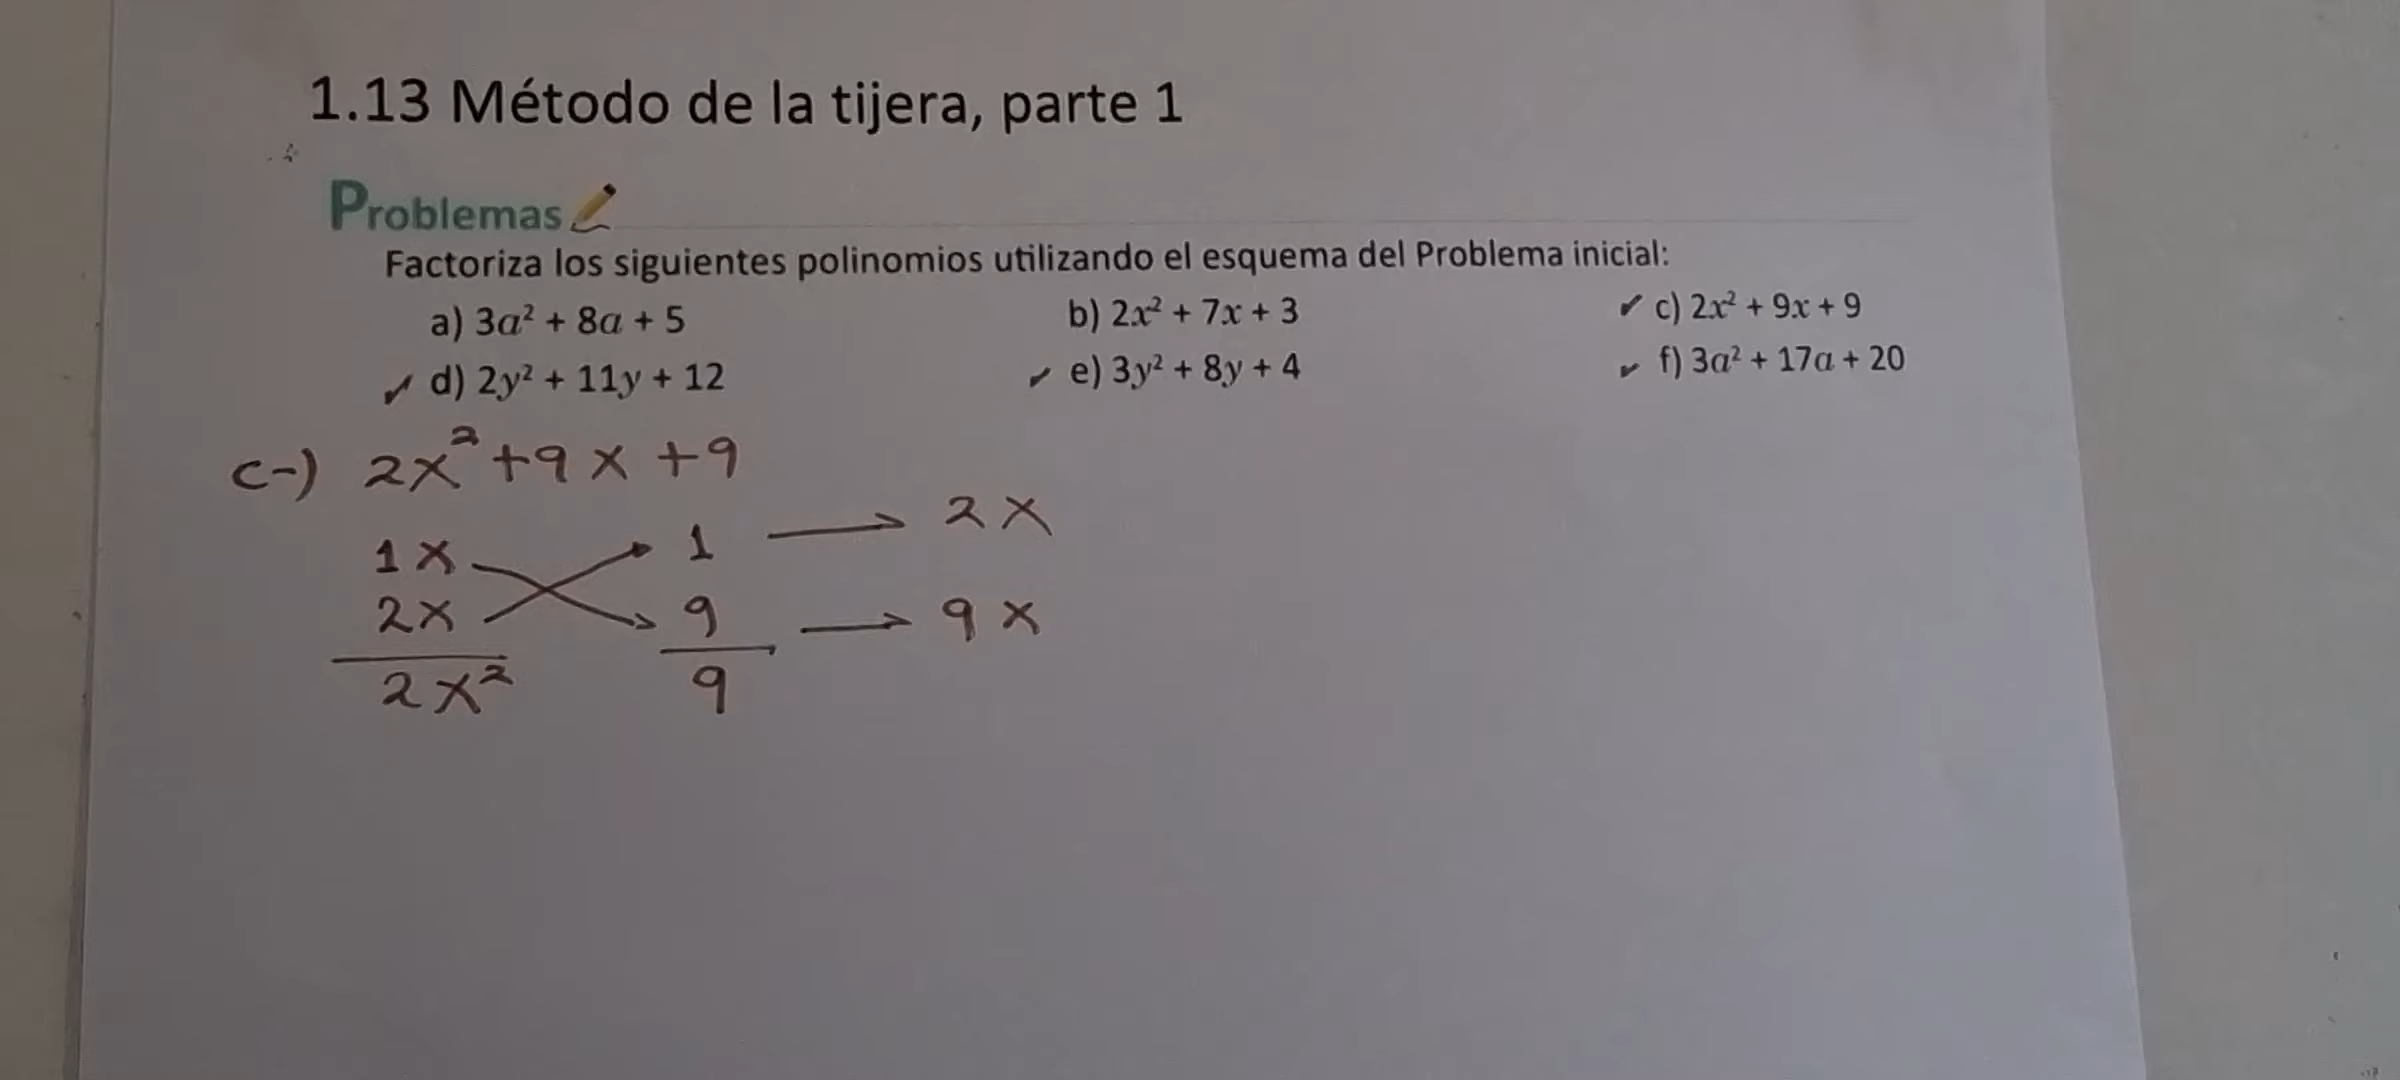 1.13 Método de la tijera, parte 1
Problemas
Factoriza los siguientes polinomios utilizando el esquema del Problema inicial:
a) 3a² + 8a + 5 b) 2x² + 7x + 3 ✓ c) 2x² + 9x + 9
✓ d) 2y² + 11y + 12 ✓ e) 3y² + 8y + 4 ✓ f) 3a² + 17a + 20
c-) 2x² + 9x + 9
1x 1 → 2x
2x 9 → 9x
2x² 9